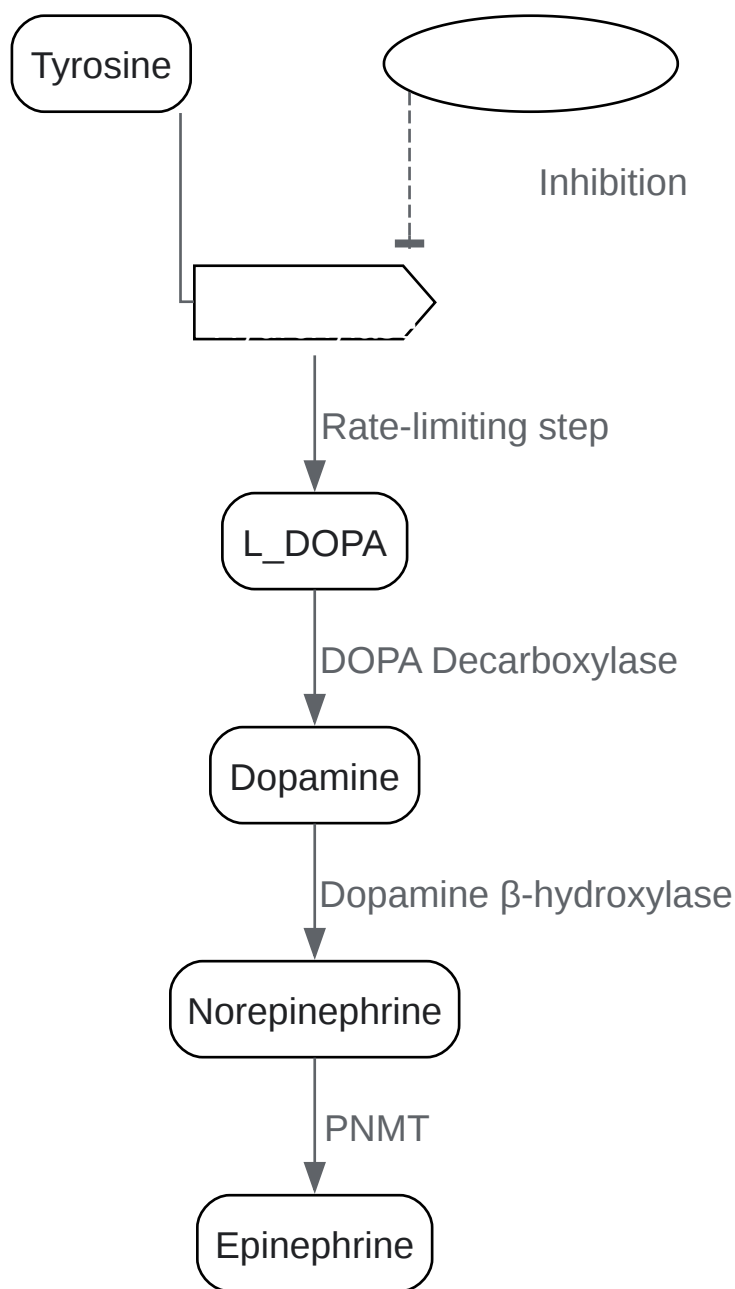 Tyrosine
Inhibition
Rate-limiting step
L_DOPA
DOPA Decarboxylase
Dopamine
Dopamine β-hydroxylase
Norepinephrine
PNMT
Epinephrine